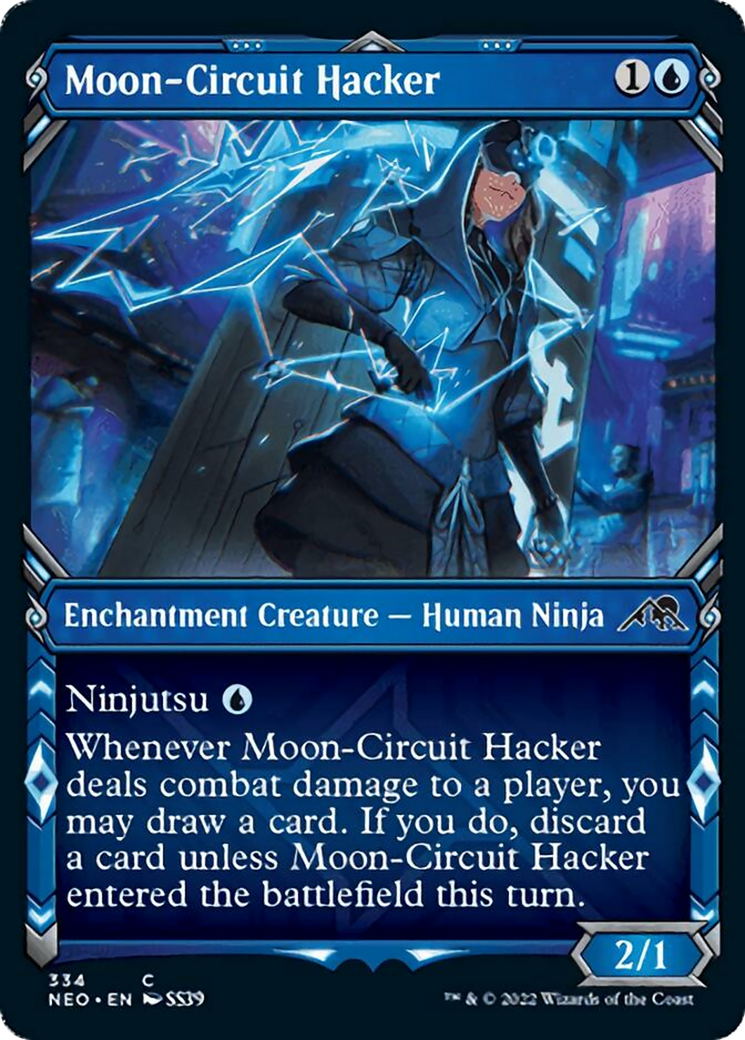 Moon-Circuit Hacker 1
Enchantment Creature — Human Ninja
Ninjutsu
Whenever Moon-Circuit Hacker
deals combat damage to a player, you
may draw a card. If you do, discard
a card unless Moon-Circuit Hacker
entered the battlefield this turn.
2/1
334 C
NEO • EN SS39
™ & © 2022 Wizards of the Coast